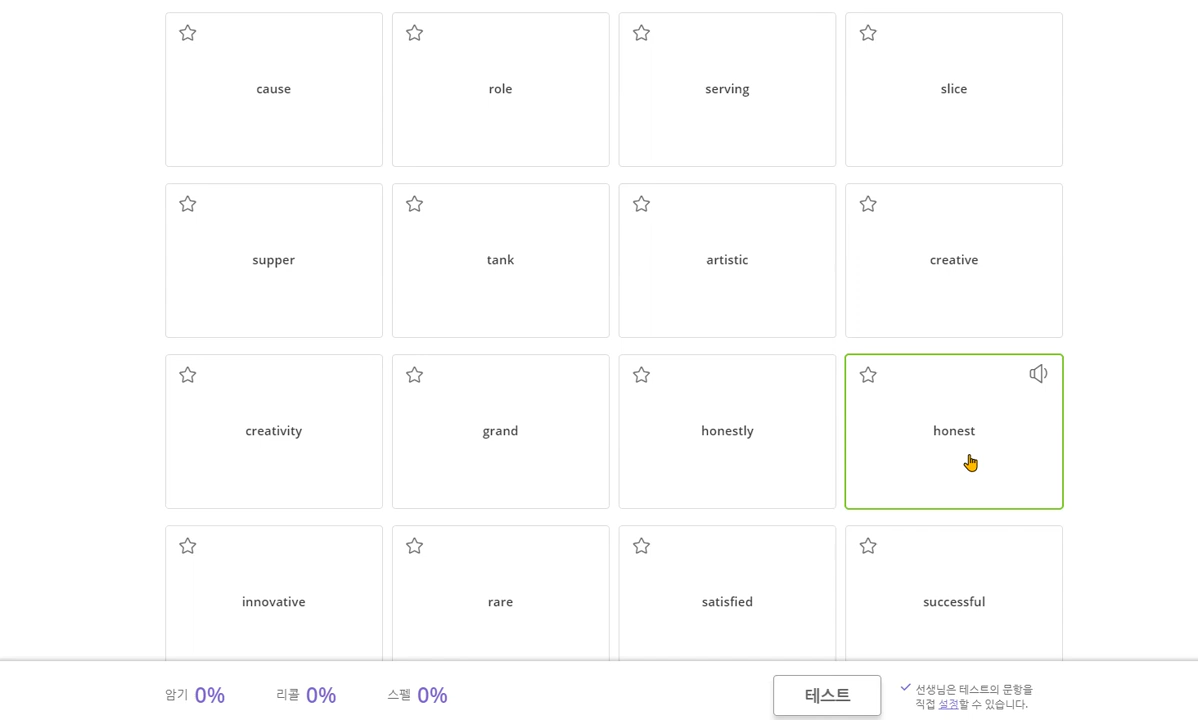 cause
role
serving
slice
supper
tank
artistic
creative
creativity
grand
honestly
honest
innovative
rare
satisfied
successful
암기 0%
리콜 0%
스펠 0%
테스트
선생님은 테스트의 문항을
직접 설정할 수 있습니다.